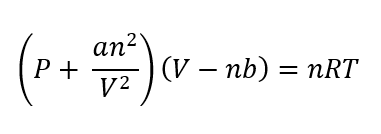 (P + an²/V²) (V − nb) = nRT